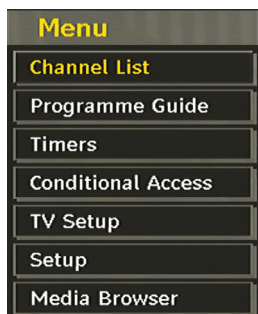 Menu
Channel List
Programme Guide
Timers
Conditional Access
TV Setup
Setup
Media Browser